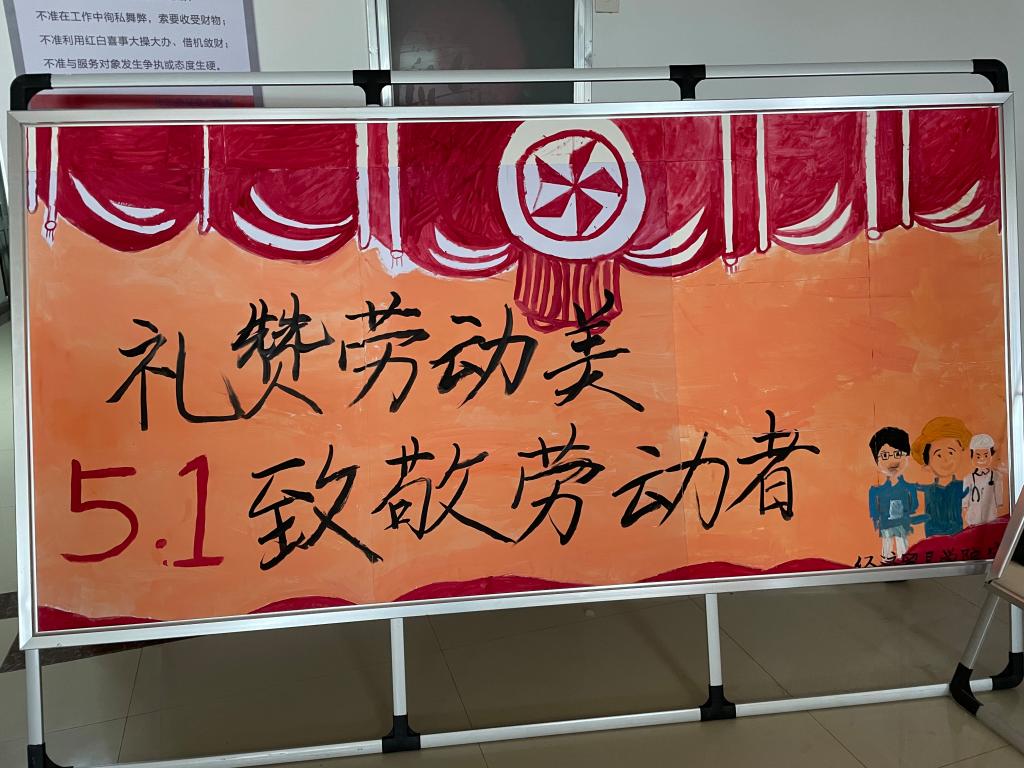 不准在工作中徇私舞弊，索要收受财物；
不准利用红白喜事大操大办、借机敛财；
不准与服务对象发生争执或态度生硬。
礼赞劳动美
5.1 致敬劳动者